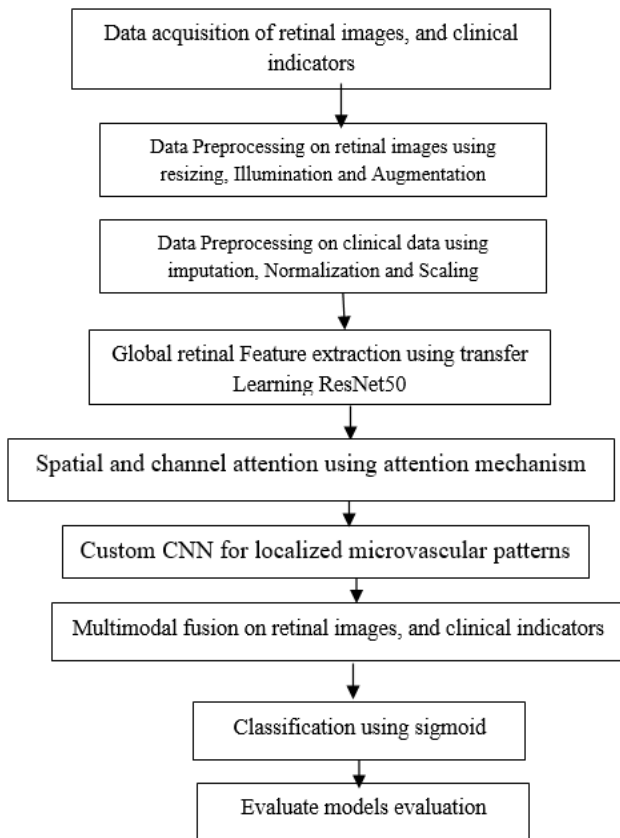 Data acquisition of retinal images, and clinical
indicators
Data Preprocessing on retinal images using
resizing, Illumination and Augmentation
Data Preprocessing on clinical data using
imputation, Normalization and Scaling
Global retinal Feature extraction using transfer
Learning ResNet50
Spatial and channel attention using attention mechanism
Custom CNN for localized microvascular patterns
Multimodal fusion on retinal images, and clinical indicators
Classification using sigmoid
Evaluate models evaluation